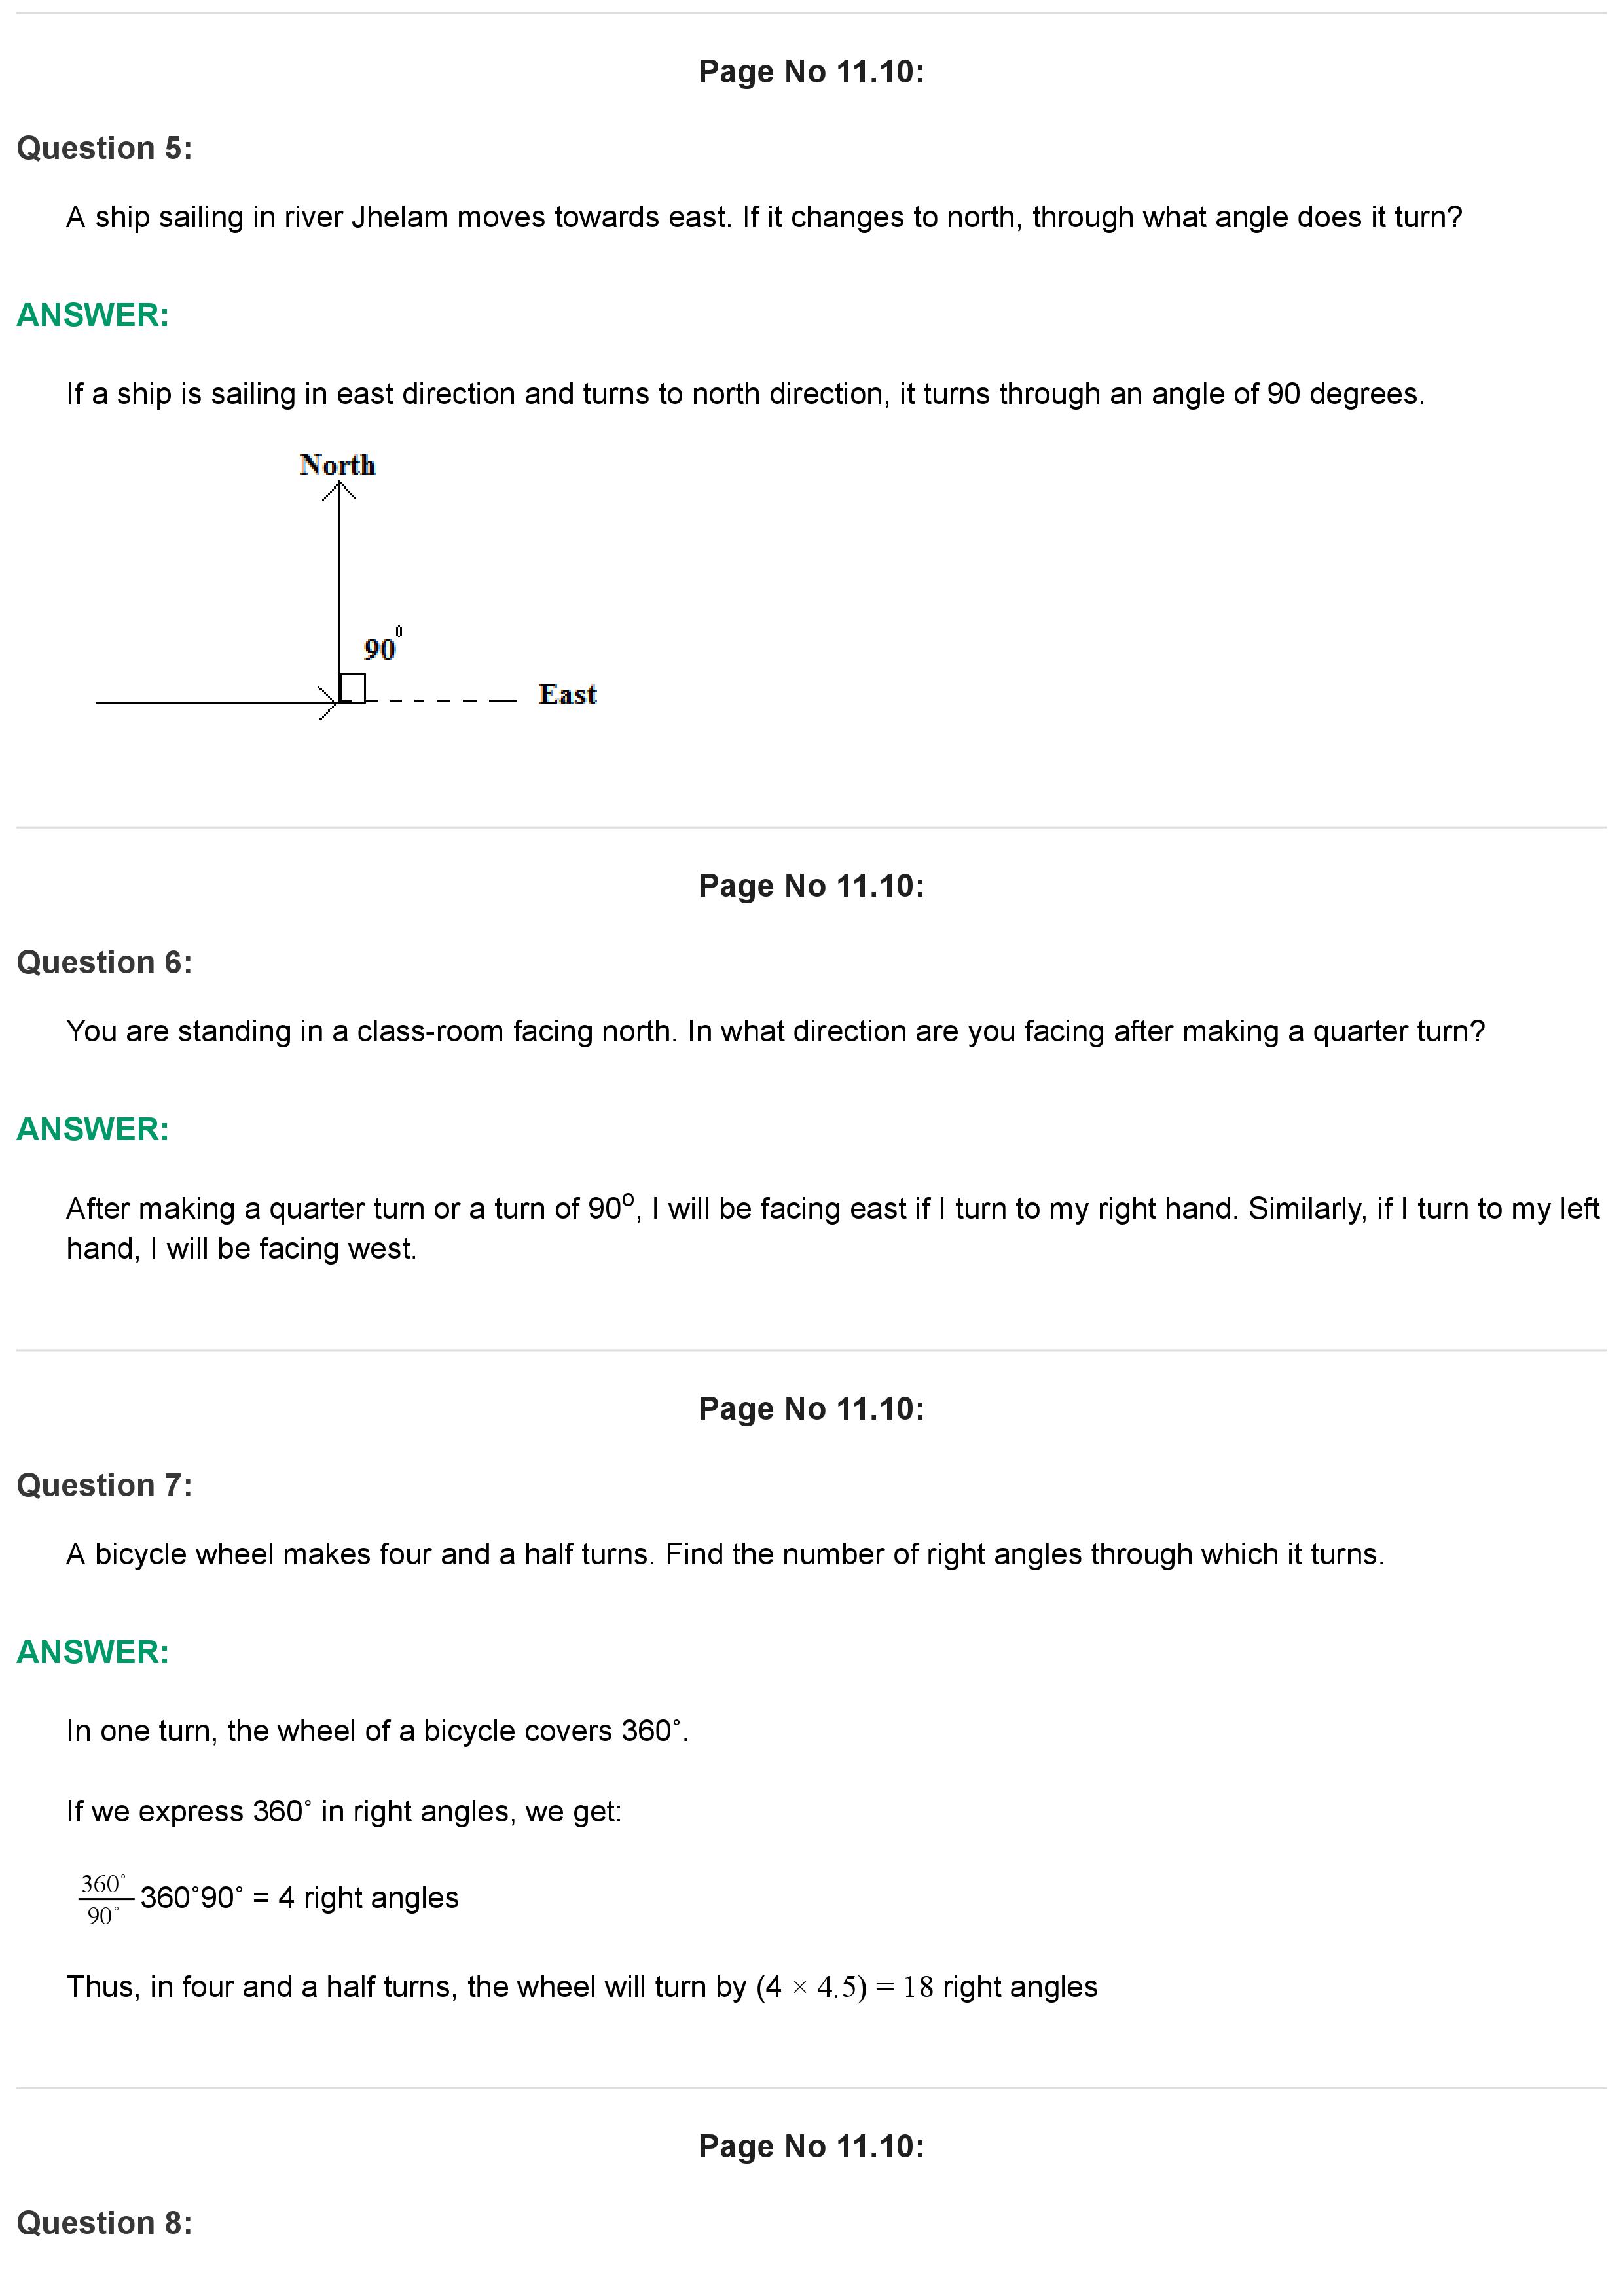 Page No 11.10:
Question 5:
A ship sailing in river Jhelam moves towards east. If it changes to north, through what angle does it turn?
ANSWER:
If a ship is sailing in east direction and turns to north direction, it turns through an angle of 90 degrees.
North
90⁰
East
Page No 11.10:
Question 6:
You are standing in a class-room facing north. In what direction are you facing after making a quarter turn?
ANSWER:
After making a quarter turn or a turn of 90º, I will be facing east if I turn to my right hand. Similarly, if I turn to my left
hand, I will be facing west.
Page No 11.10:
Question 7:
A bicycle wheel makes four and a half turns. Find the number of right angles through which it turns.
ANSWER:
In one turn, the wheel of a bicycle covers 360˚.
If we express 360˚ in right angles, we get:
360˚/90˚ 360˚90˚ = 4 right angles
Thus, in four and a half turns, the wheel will turn by (4 × 4.5) = 18 right angles
Page No 11.10:
Question 8: